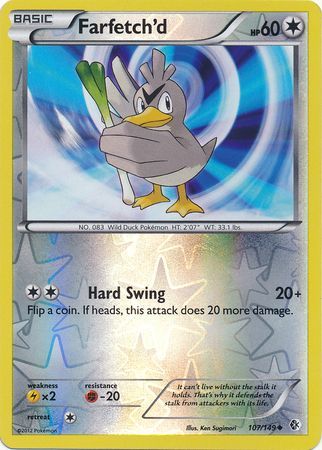 BASIC
Farfetch'd
HP60
NO. 083 Wild Duck Pokémon HT: 2'07" WT: 33.1 lbs.
Hard Swing 20+
Flip a coin. If heads, this attack does 20 more damage.
weakness
×2
resistance
-20
retreat
It can't live without the stalk it
holds. That's why it defends the
stalk from attackers with its life.
©2012 Pokémon
Illus. Ken Sugimori
107/149